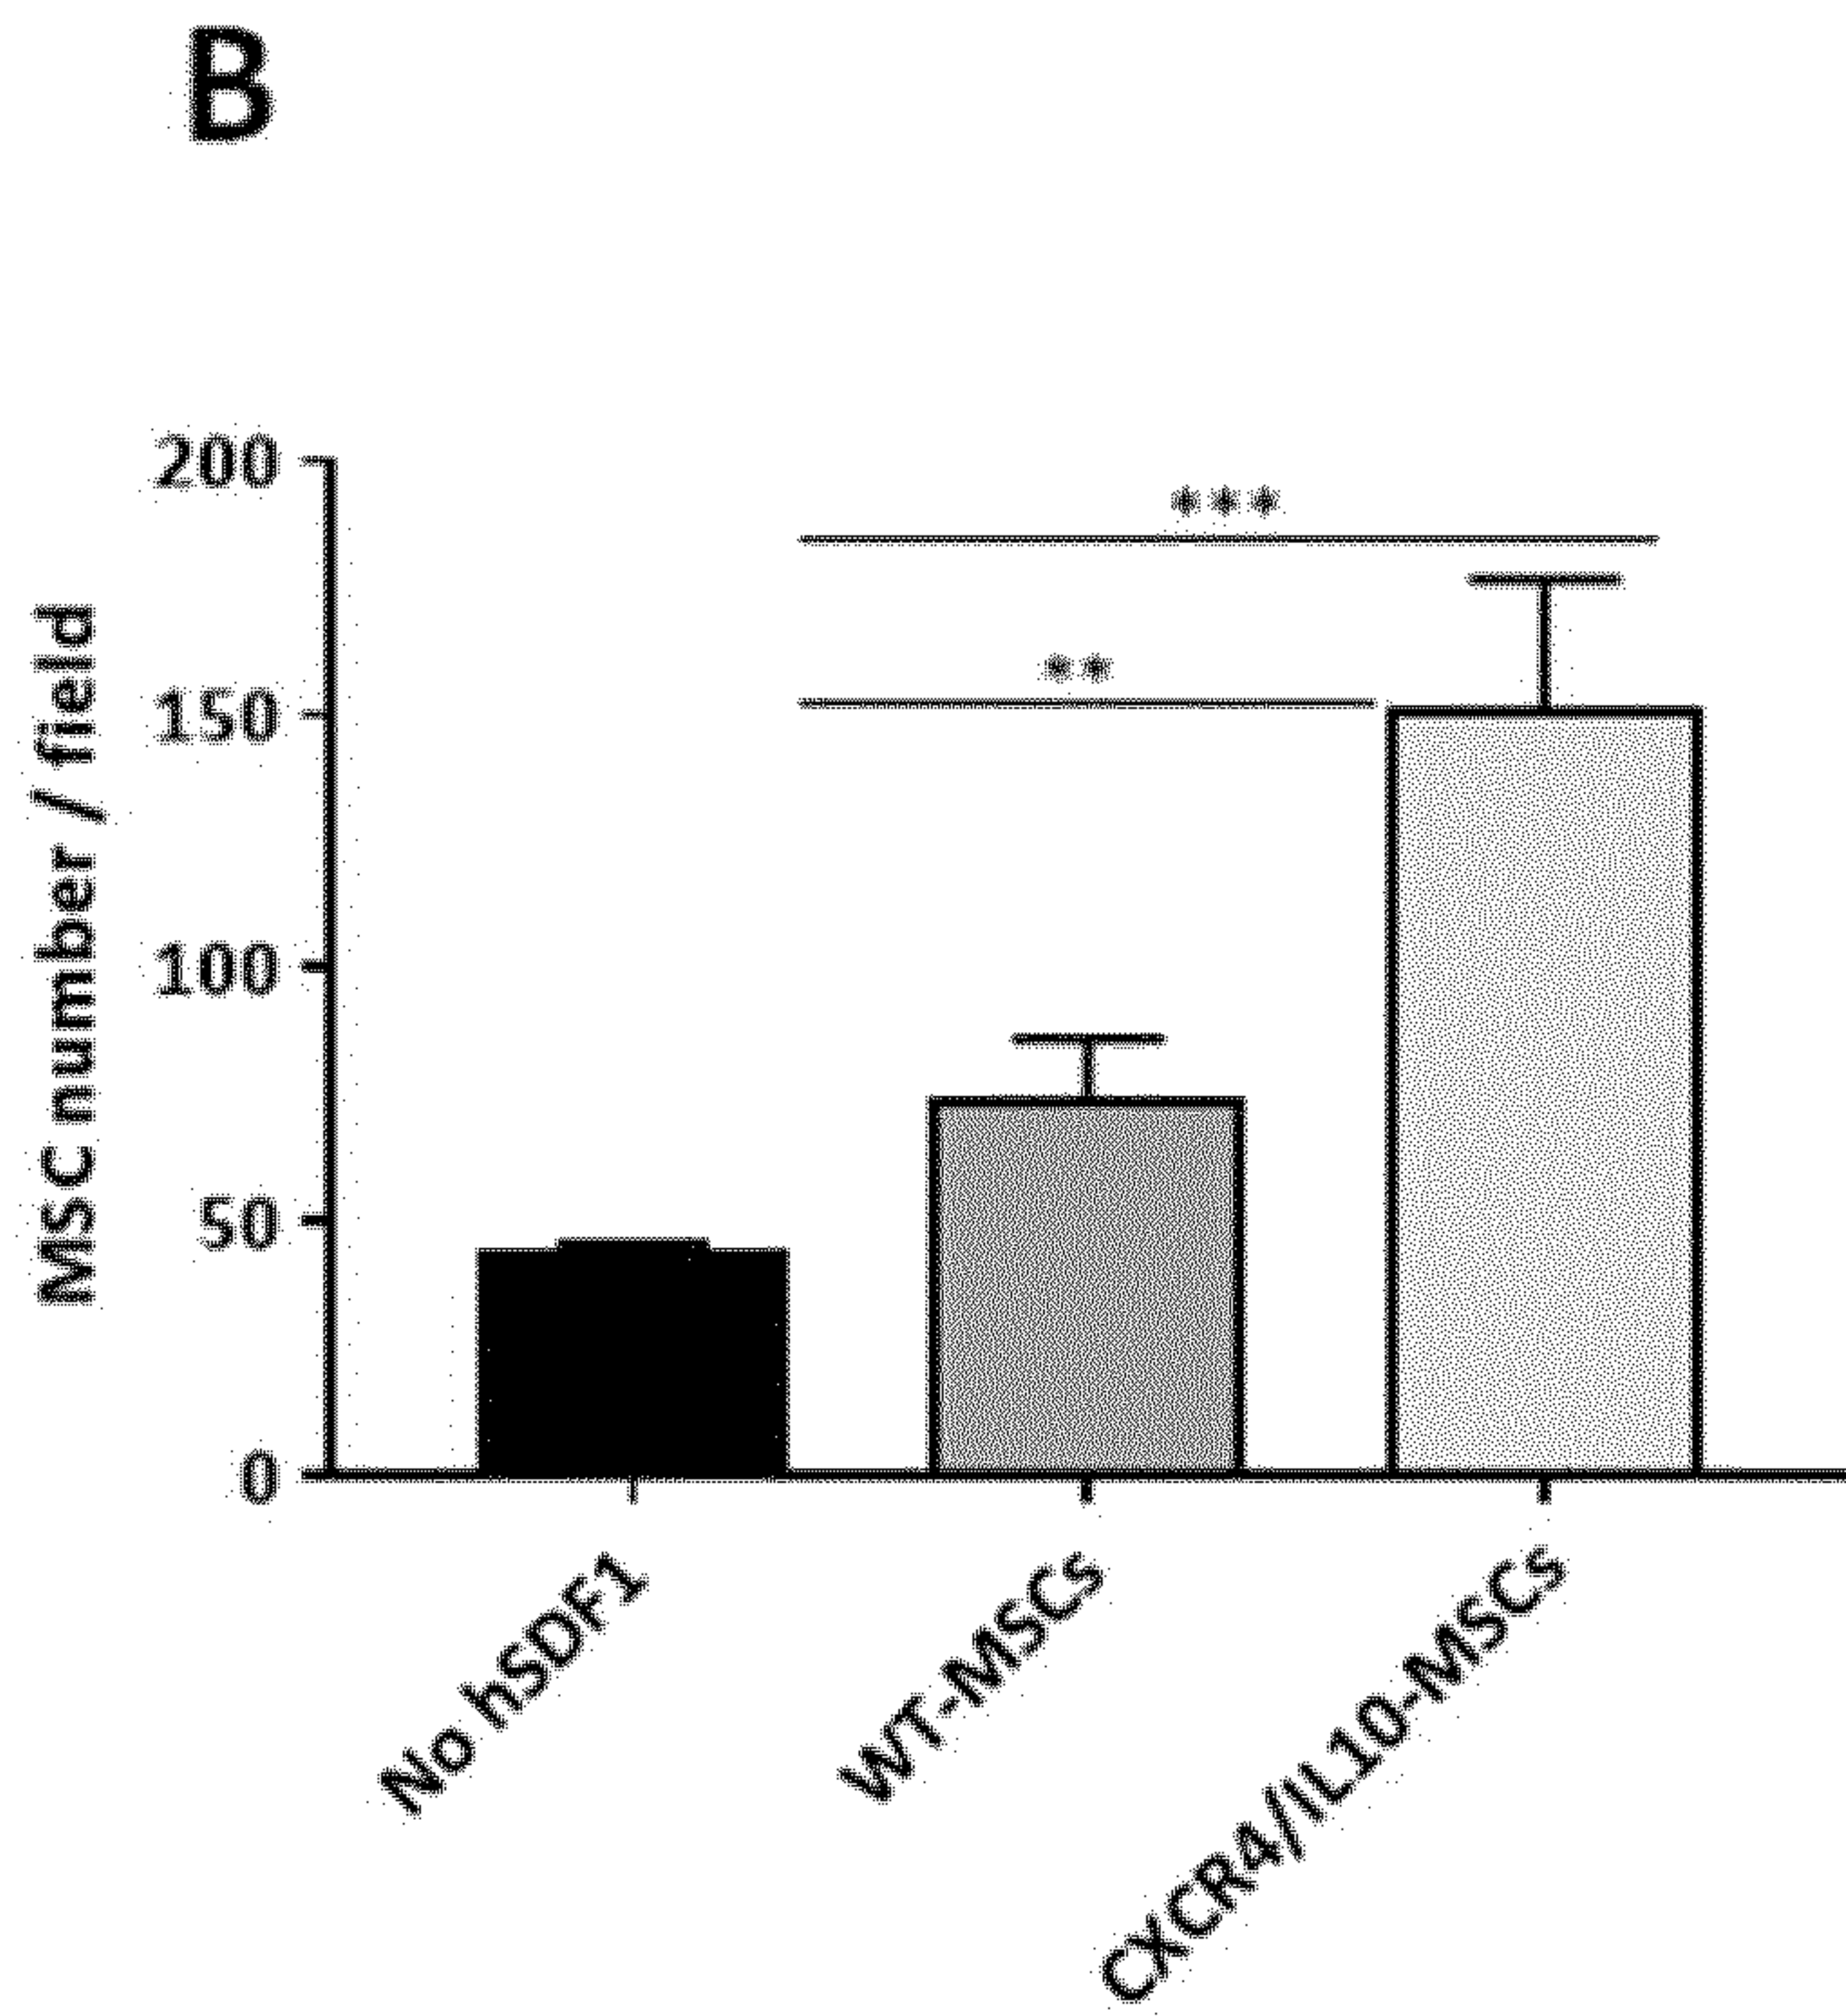 B
MSC number / field
200
150
100
50
0
***
**
No hSDF1
WT-MSCs
CXCR4/IL10-MSCs